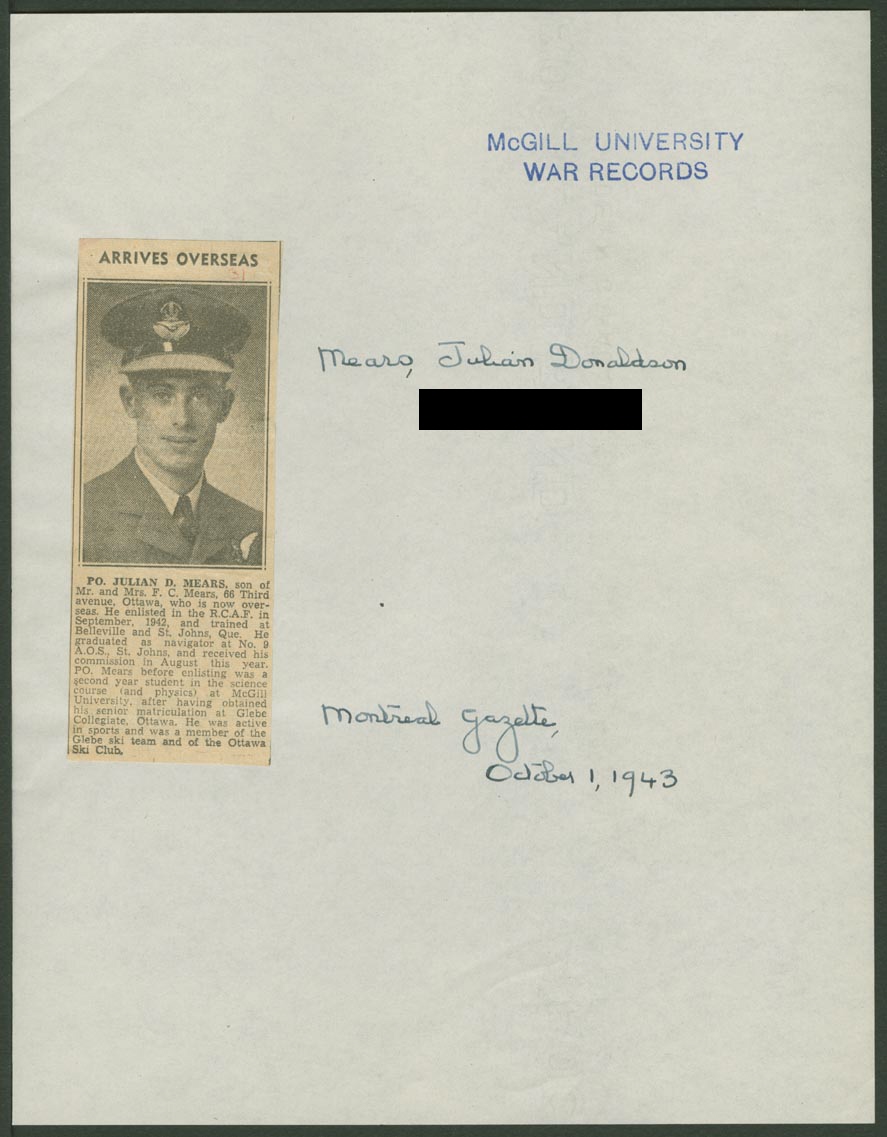 McGILL UNIVERSITY
WAR RECORDS
ARRIVES OVERSEAS
31
Mears, Julian Donaldson
PO. JULIAN D. MEARS, son of
Mr. and Mrs. F. C. Mears, 66 Third
avenue, Ottawa, who is now over-
seas. He enlisted in the R.C.A.F. in
September, 1942, and trained at
Belleville and St. Johns, Que. He
graduated as navigator at No. 9
A.O.S., St. Johns, and received his
commission in August this year.
PO. Mears before enlisting was a
second year student in the science
course (and physics) at McGill
University, after having obtained
his senior matriculation at Glebe
Collegiate, Ottawa. He was active
in sports and was a member of the
Glebe ski team and of the Ottawa
Ski Club.
Montreal Gazette,
October 1, 1943